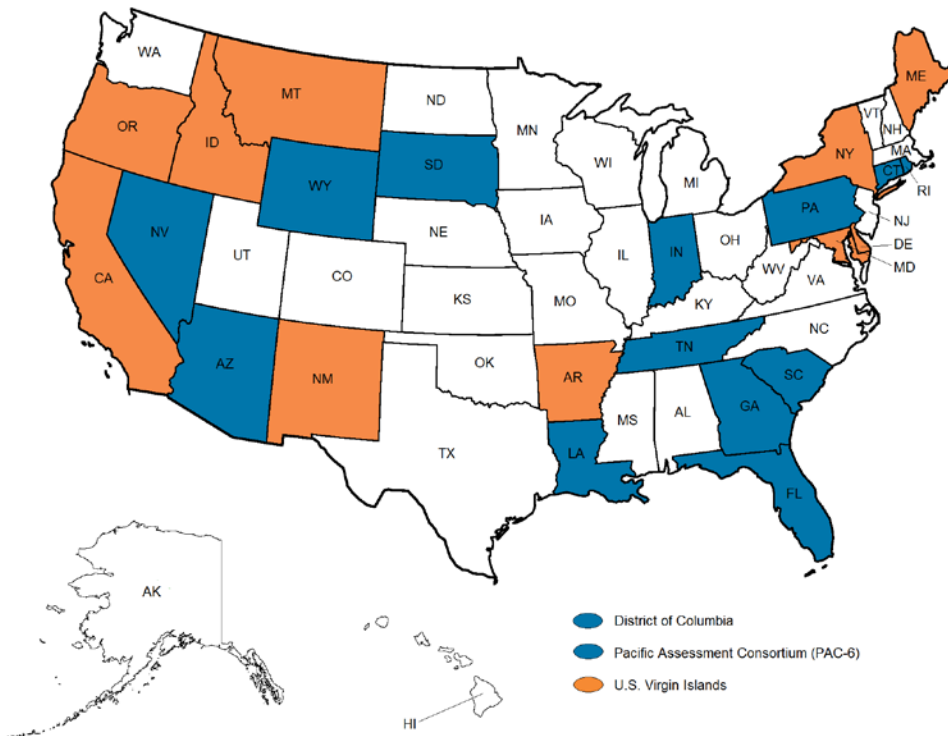 WA
ME
MT
ND
VT
MN
OR
NH
ID
NY
MA
WI
SD
CT
MI
RI
WY
PA
IA
NJ
NE
NV
OH
DE
IN
UT
IL
MD
CA
CO
WV
VA
KS
MO
KY
NC
TN
OK
AZ
NM
AR
SC
GA
AL
MS
TX
LA
FL
AK
HI
District of Columbia
Pacific Assessment Consortium (PAC-6)
U.S. Virgin Islands